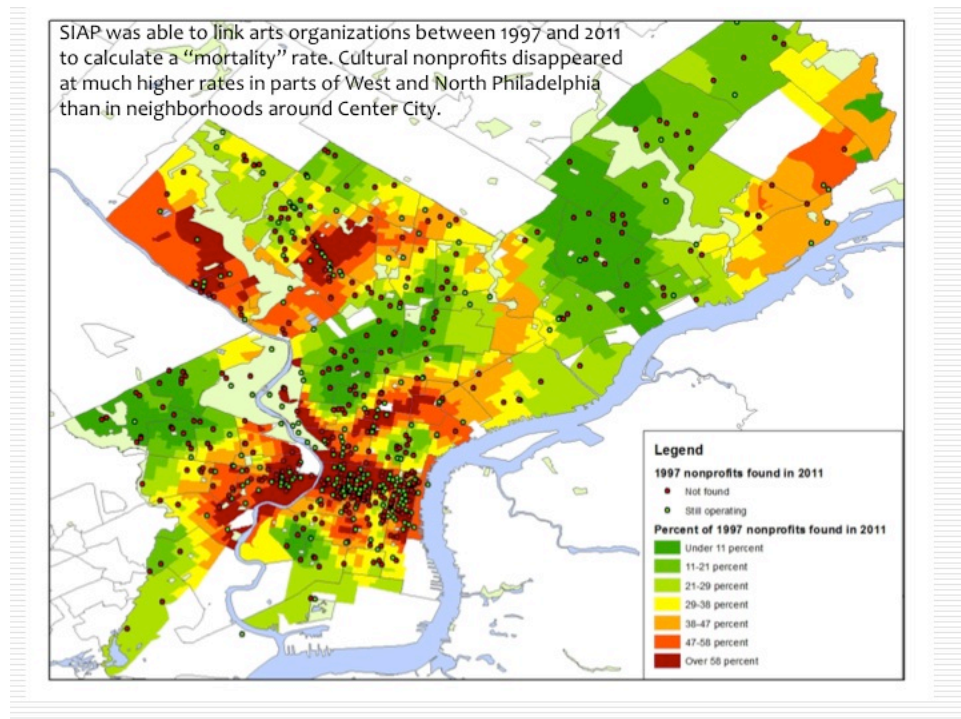 SIAP was able to link arts organizations between 1997 and 2011
to calculate a “mortality” rate. Cultural nonprofits disappeared
at much higher rates in parts of West and North Philadelphia
than in neighborhoods around Center City.
Legend
1997 nonprofits found in 2011
Not found
Still operating
Percent of 1997 nonprofits found in 2011
Under 11 percent
11-21 percent
21-29 percent
29-38 percent
38-47 percent
47-58 percent
Over 58 percent